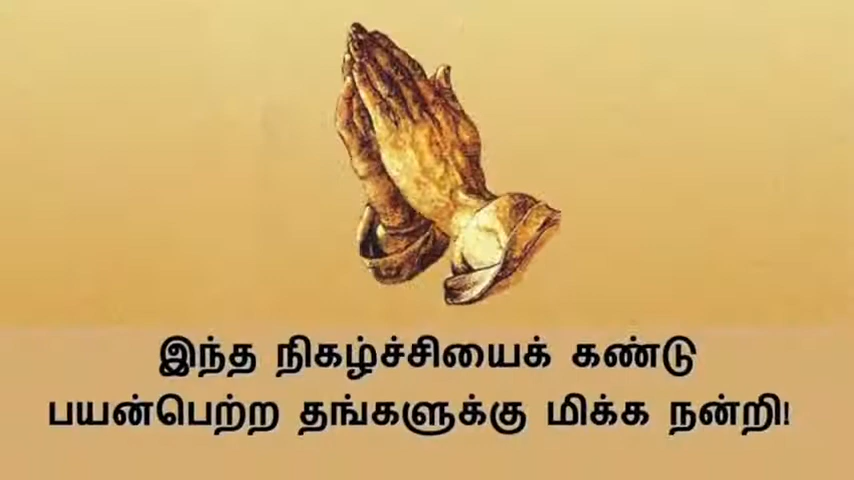 இந்த நிகழ்ச்சியைக் கண்டு
பயன்பெற்ற தங்களுக்கு மிக்க நன்றி!